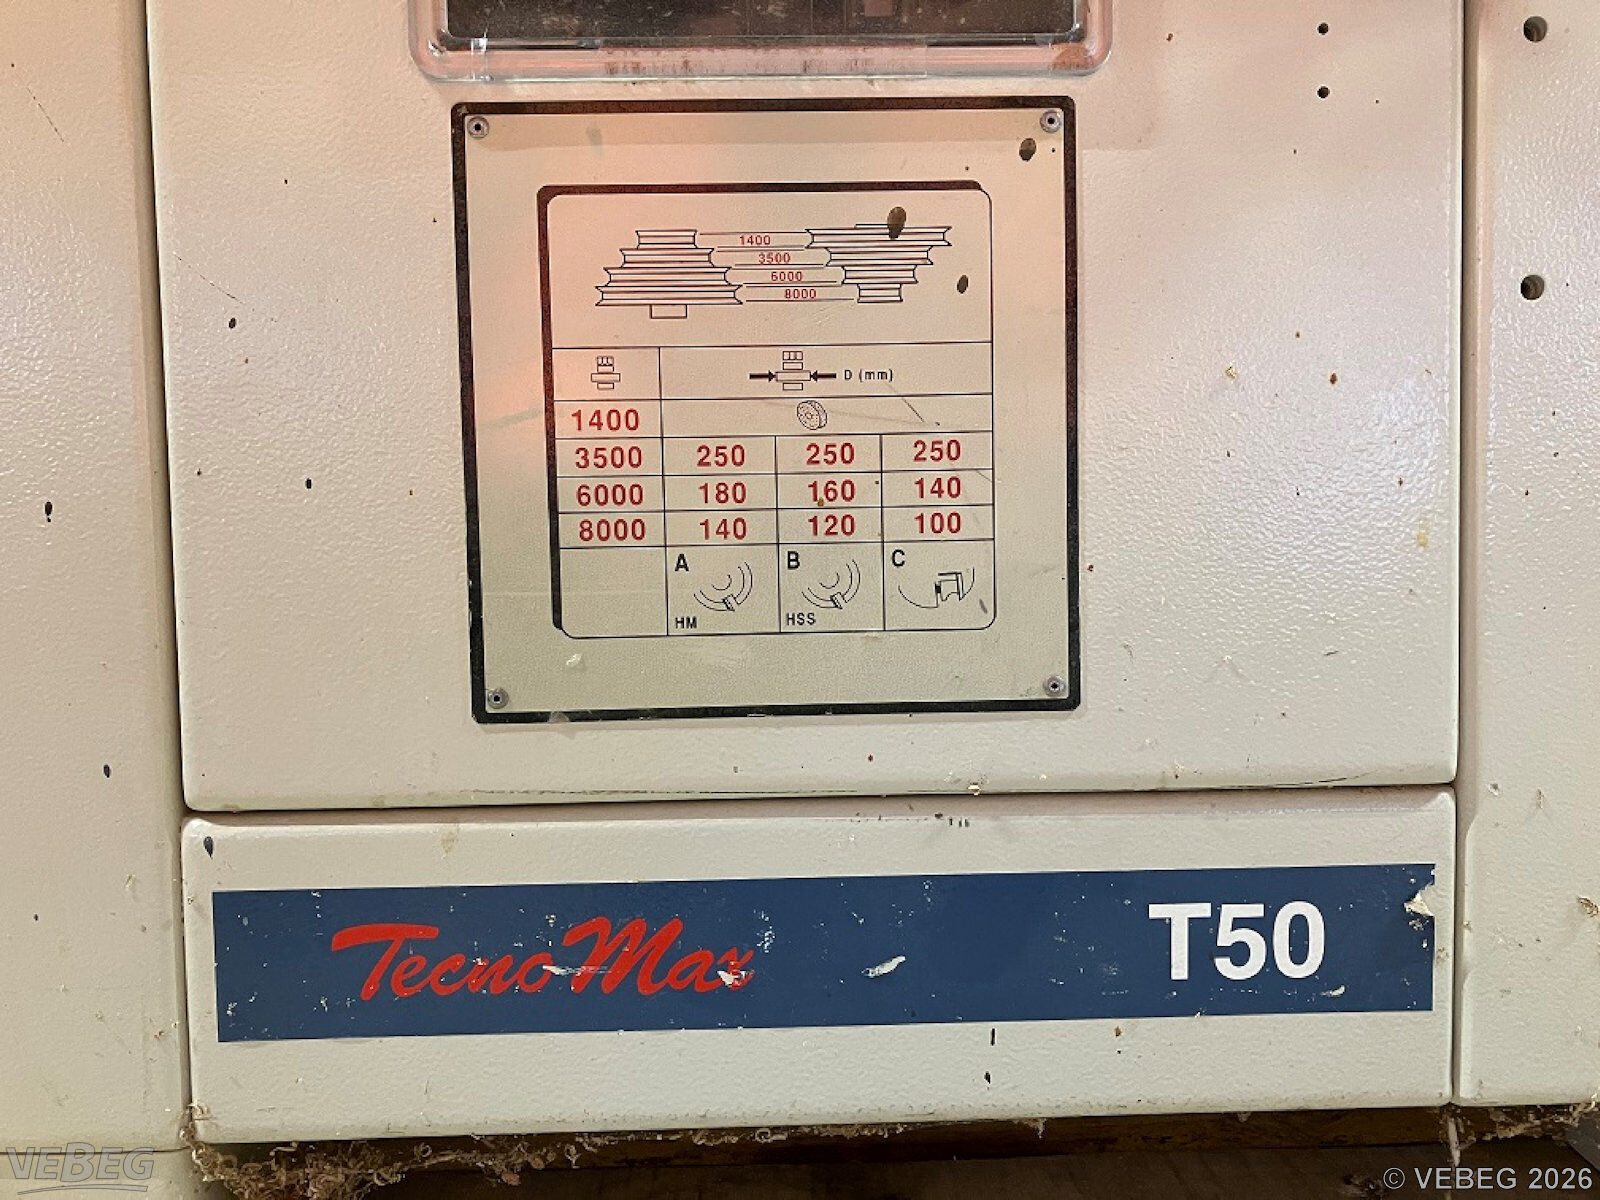 1400
3500
6000
8000
D (mm)
1400
3500 250 250 250
6000 180 160 140
8000 140 120 100
A B C
HM HSS
TecnoMax T50
VEBEG
© VEBEG 2026